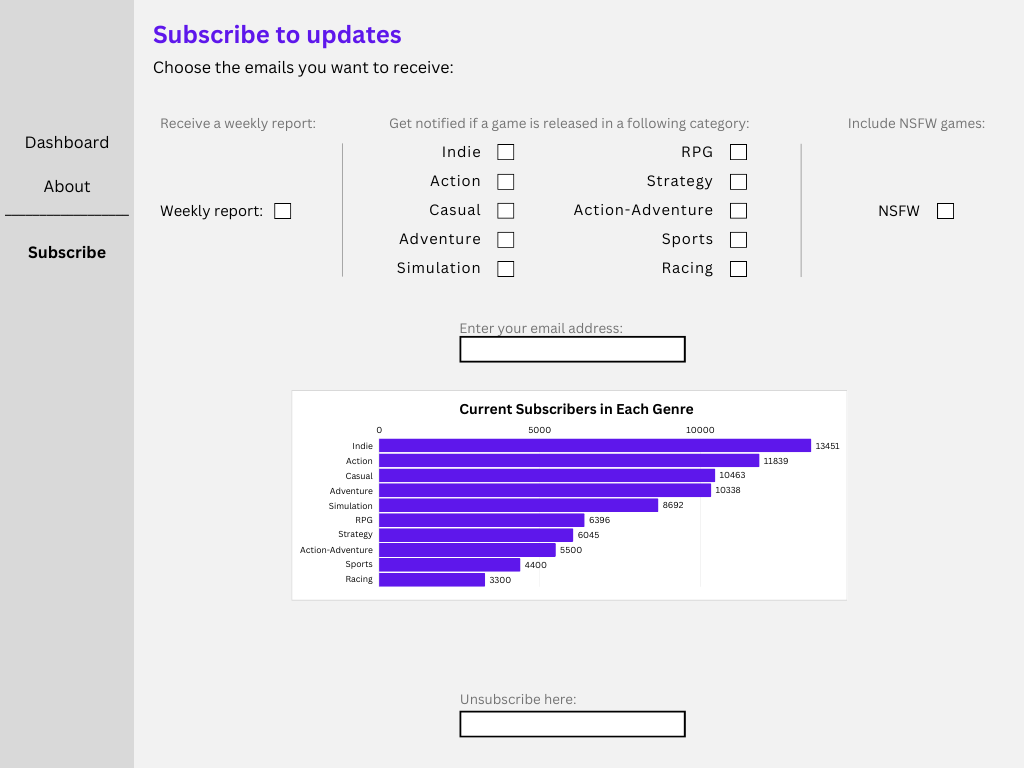 Subscribe to updates
Choose the emails you want to receive:
Receive a weekly report:
Get notified if a game is released in a following category:
Include NSFW games:
Dashboard
About
Subscribe
Weekly report:
Indie
Action
Casual
Adventure
Simulation
RPG
Strategy
Action-Adventure
Sports
Racing
NSFW
Enter your email address:
Current Subscribers in Each Genre
0 5000 10000
Indie 13451
Action 11839
Casual 10463
Adventure 10338
Simulation 8692
RPG 6396
Strategy 6045
Action-Adventure 5500
Sports 4400
Racing 3300
Unsubscribe here: